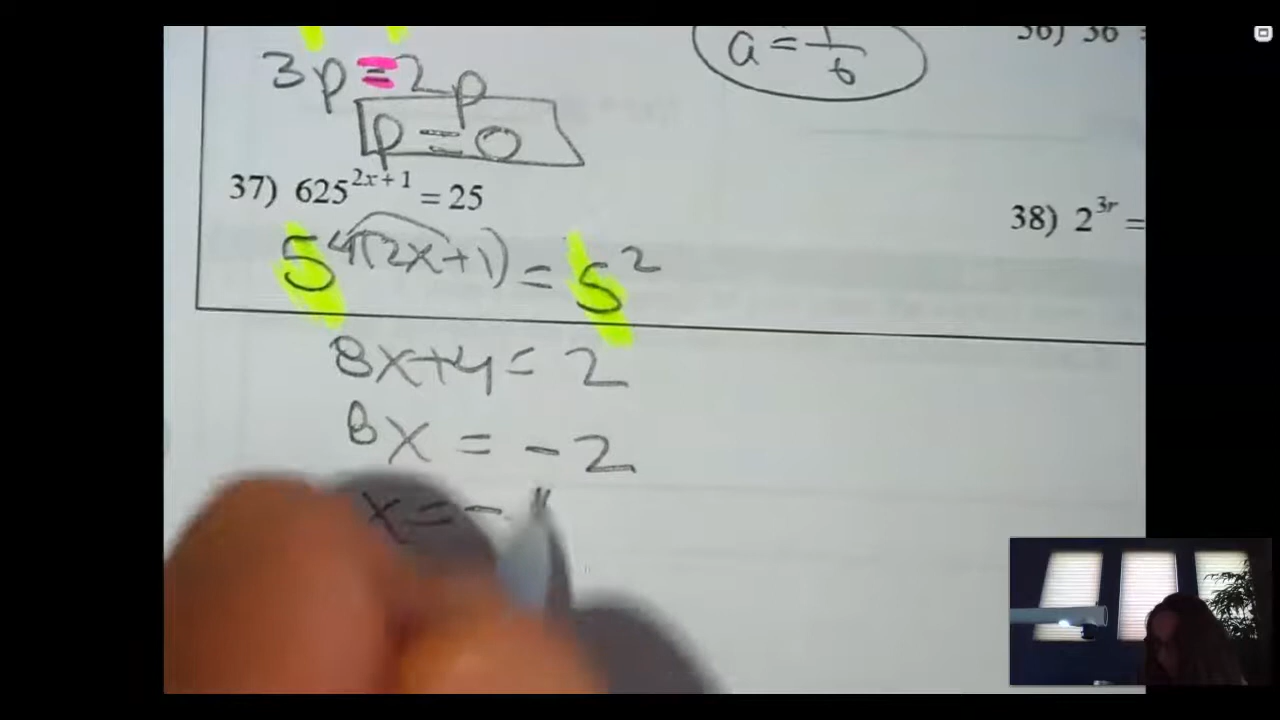 3p = 2p
p = 0
a = 1/6
36) 36
37) 625^{2x+1} = 25
5^{4(2x+1)} = 5^2
8x+4 = 2
8x = -2
x = -
38) 2^{3r} =